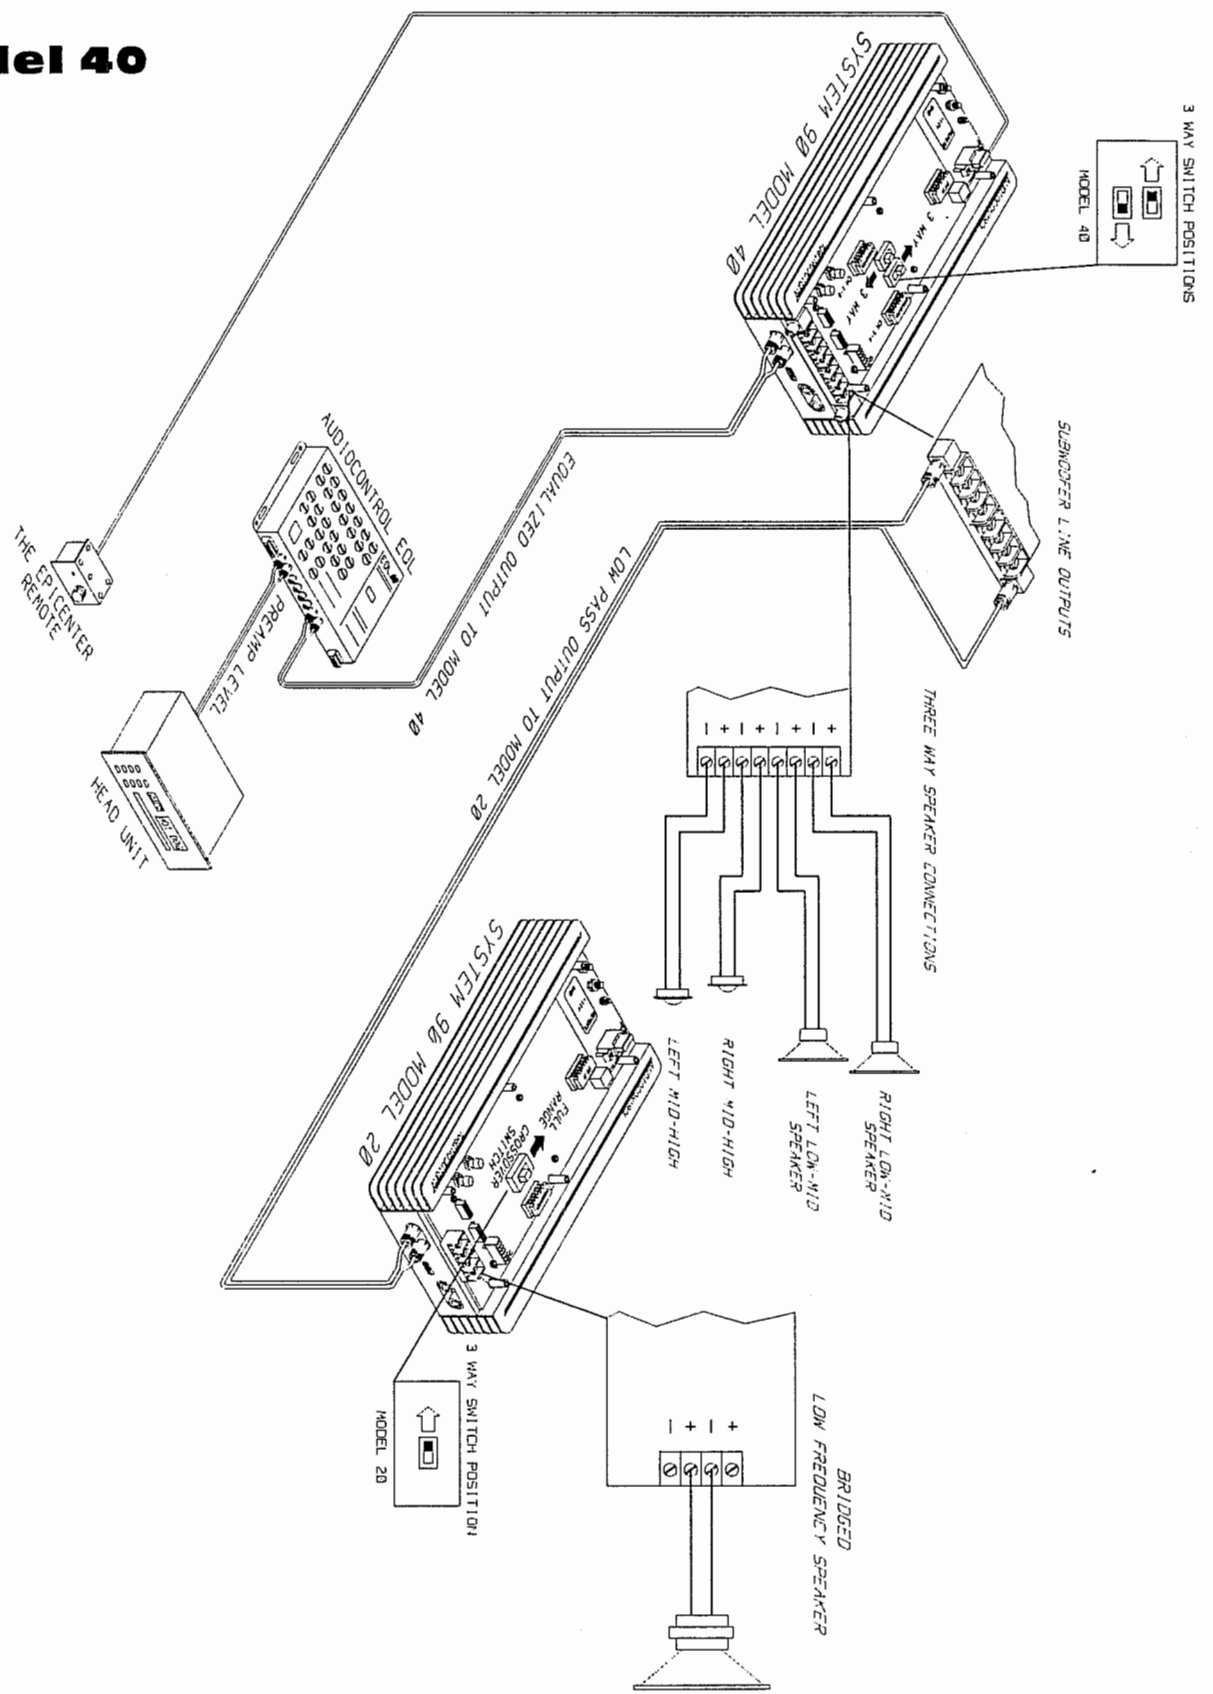 del 40
3 WAY SWITCH POSITIONS
MODEL 40
SYSTEM 90 MODEL 40
3 WAY
3 WAY
SUBWOOFER LINE OUTPUTS
AUDIOCONTROL EQL
EQUALIZED OUTPUT TO MODEL 40
LOW PASS OUTPUT TO MODEL 20
THE EPICENTER
REMOTE
PREAMP LEVEL
HEAD UNIT
THREE WAY SPEAKER CONNECTIONS
- + - + - + - +
LEFT MID-HIGH
RIGHT MID-HIGH
LEFT LOW-MID
SPEAKER
RIGHT LOW-MID
SPEAKER
SYSTEM 90 MODEL 20
FULL
RANGE
CROSSOVER
SWITCH
3 WAY SWITCH POSITION
MODEL 20
- + - +
BRIDGED
LOW FREQUENCY SPEAKER